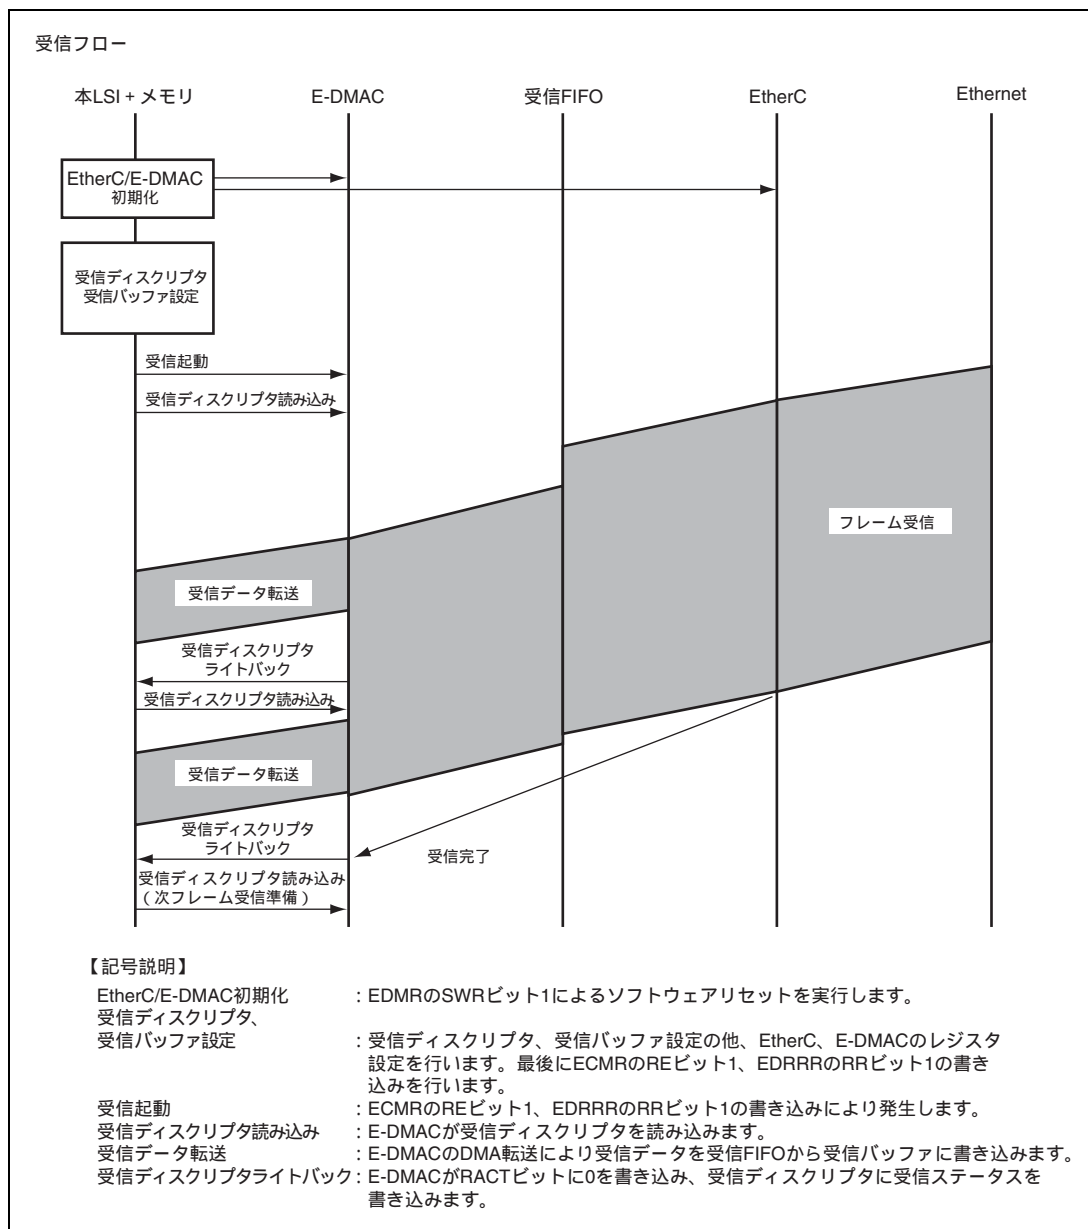 受信フロー
本LSI + メモリ
E-DMAC
受信FIFO
EtherC
Ethernet
EtherC/E-DMAC
初期化
受信ディスクリプタ
受信バッファ設定
受信起動
受信ディスクリプタ読み込み
フレーム受信
受信データ転送
受信ディスクリプタ
ライトバック
受信ディスクリプタ読み込み
受信データ転送
受信ディスクリプタ
ライトバック
受信完了
受信ディスクリプタ読み込み
(次フレーム受信準備)
【記号説明】
EtherC/E-DMAC初期化 : EDMRのSWRビット1によるソフトウェアリセットを実行します。
受信ディスクリプタ、
受信バッファ設定 : 受信ディスクリプタ、受信バッファ設定の他、EtherC、E-DMACのレジスタ
設定を行います。最後にECMRのREビット1、EDRRRのRRビット1の書き
込みを行います。
受信起動 : ECMRのREビット1、EDRRRのRRビット1の書き込みにより発生します。
受信ディスクリプタ読み込み : E-DMACが受信ディスクリプタを読み込みます。
受信データ転送 : E-DMACのDMA転送により受信データを受信FIFOから受信バッファに書き込みます。
受信ディスクリプタライトバック : E-DMACがRACTビットに0を書き込み、受信ディスクリプタに受信ステータスを
書き込みます。